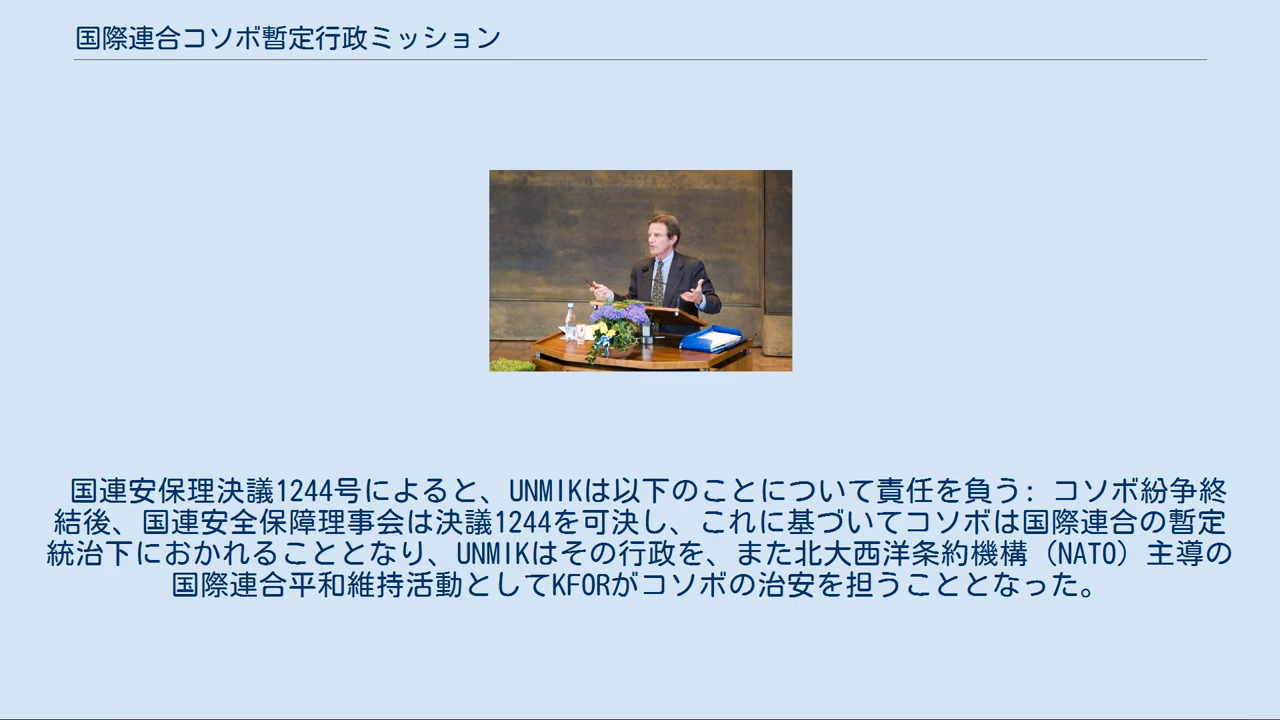 国際連合コソボ暫定行政ミッション
国連安保理決議1244号によると、UNMIKは以下のことについて責任を負う: コソボ紛争終
結後、国連安全保障理事会は決議1244を可決し、これに基づいてコソボは国際連合の暫定
統治下におかれることとなり、UNMIKはその行政を、また北大西洋条約機構（NATO）主導の
国際連合平和維持活動としてKFORがコソボの治安を担うこととなった。